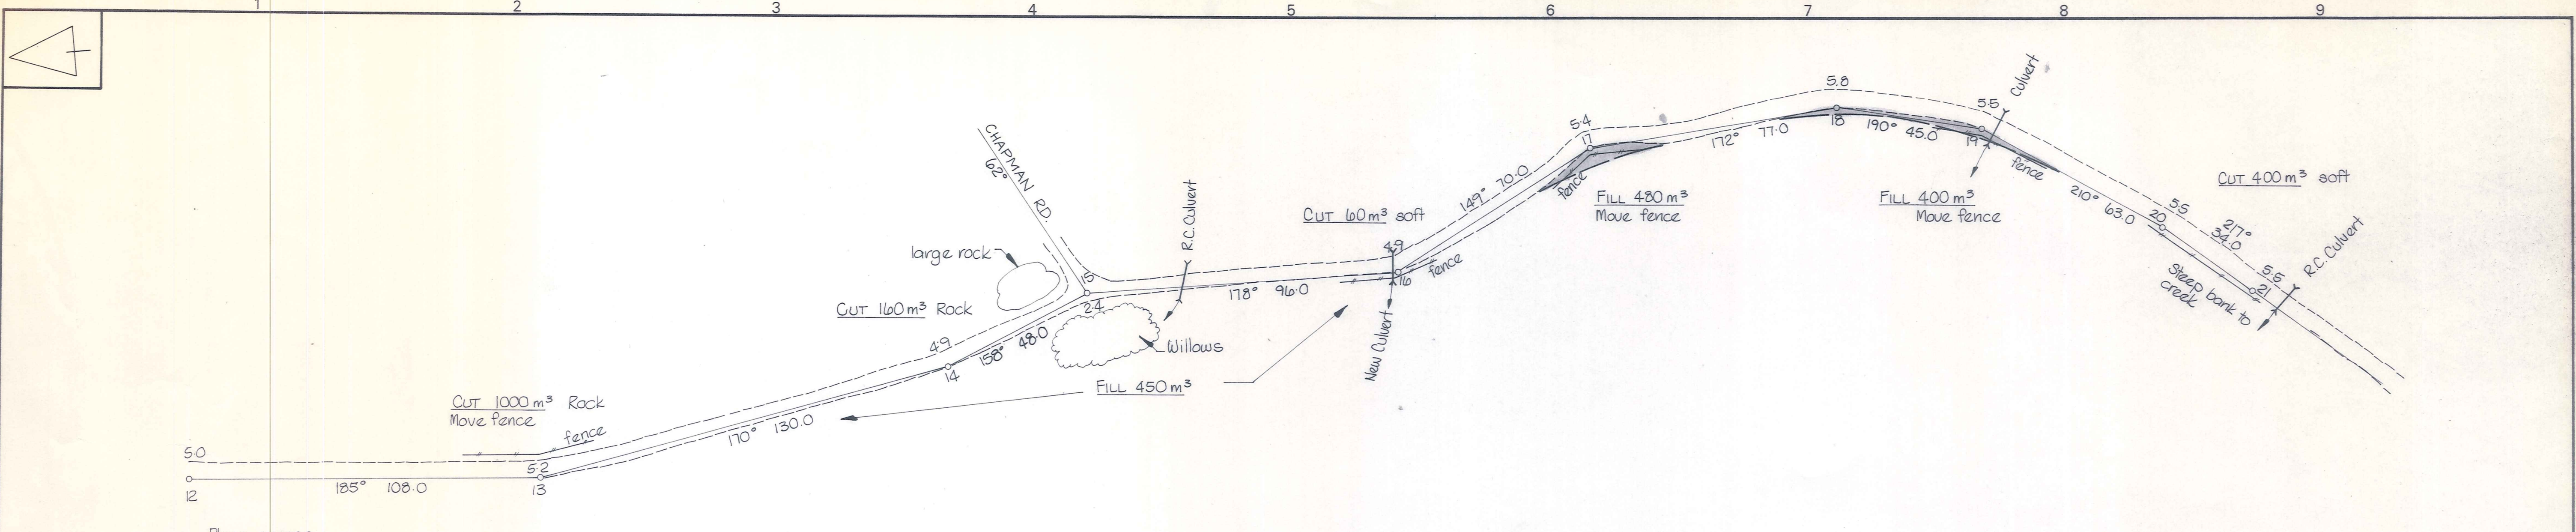 1 2 3 4 5 6 7 8 9
5·0
12
185° 108·0
CUT 1000 m³ Rock
Move fence
fence
5·2
13
170° 130·0
4·9
14
158° 48·0
CUT 160 m³ Rock
large rock
CHAPMAN RD.
62°
15
2·4
Willows
FILL 450 m³
R.C. Culvert
178° 96·0
CUT 60 m³ soft
4·9
16
fence
New Culvert
149° 70·0
5·4
17
fence
FILL 480 m³
Move fence
172° 77·0
5·8
18
190° 45·0
5·5
19
Culvert
fence
FILL 400 m³
Move fence
210° 63·0
CUT 400 m³ soft
20
5·5
217°
34·0
Steep bank to
creek
5·5
21
R.C. Culvert